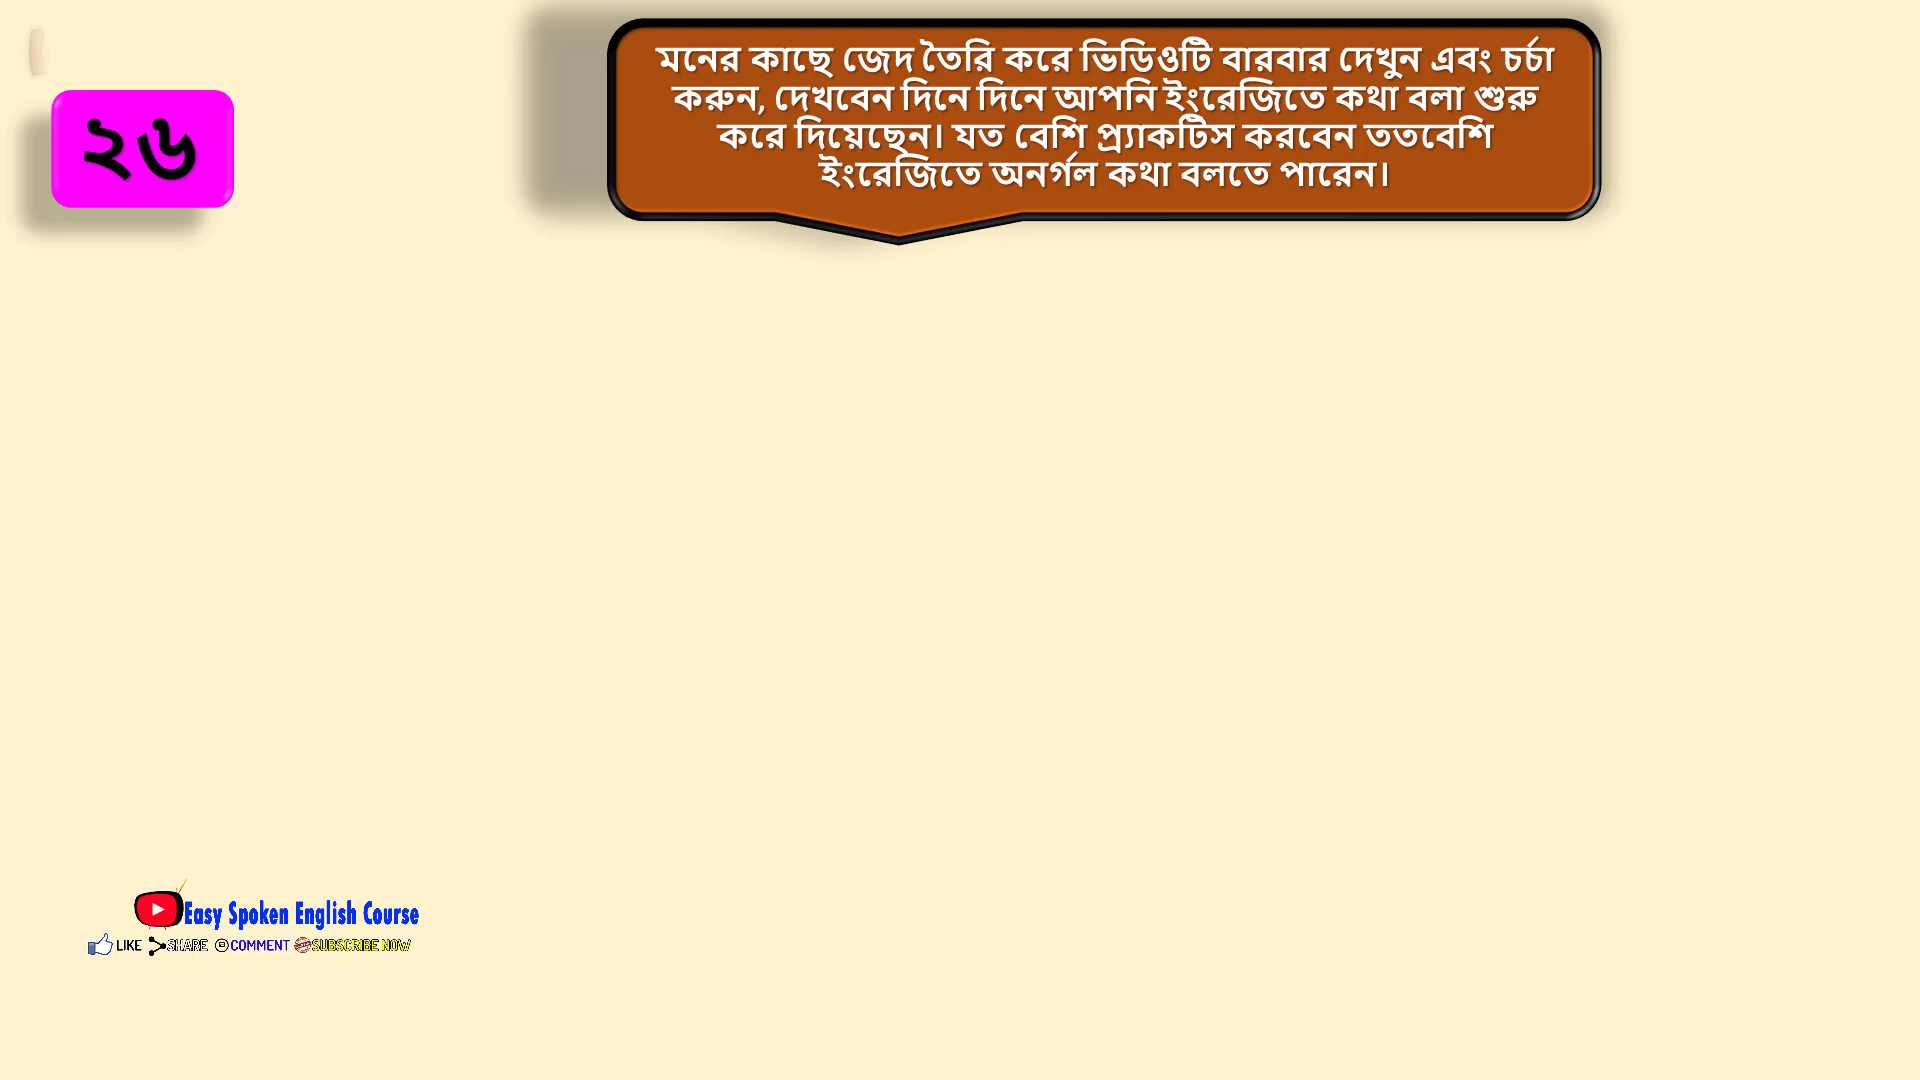 মনের কাছে জেদ তৈরি করে ভিডিওটি বারবার দেখুন এবং চর্চা
করুন, দেখবেন দিনে দিনে আপনি ইংরেজিতে কথা বলা শুরু
করে দিয়েছেন। যত বেশি প্র্যাকটিস করবেন ততবেশি
ইংরেজিতে অনর্গল কথা বলতে পারেন।
২৬
Easy Spoken English Course
LIKE SHARE COMMENT SUBSCRIBE NOW